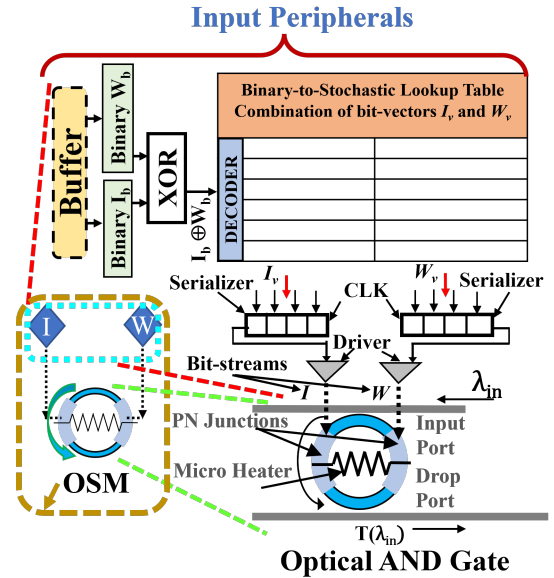 Input Peripherals
Buffer
Binary W_b
Binary I_b
XOR
I_b ⊕W_b
Binary-to-Stochastic Lookup Table
Combination of bit-vectors I_v and W_v
DECODER
Serializer
I_v
CLK
W_v
Serializer
Driver
Bit-streams
I
W
λ_in
I
W
OSM
PN Junctions
Micro Heater
Input
Port
Drop
Port
T(λ_in)
Optical AND Gate